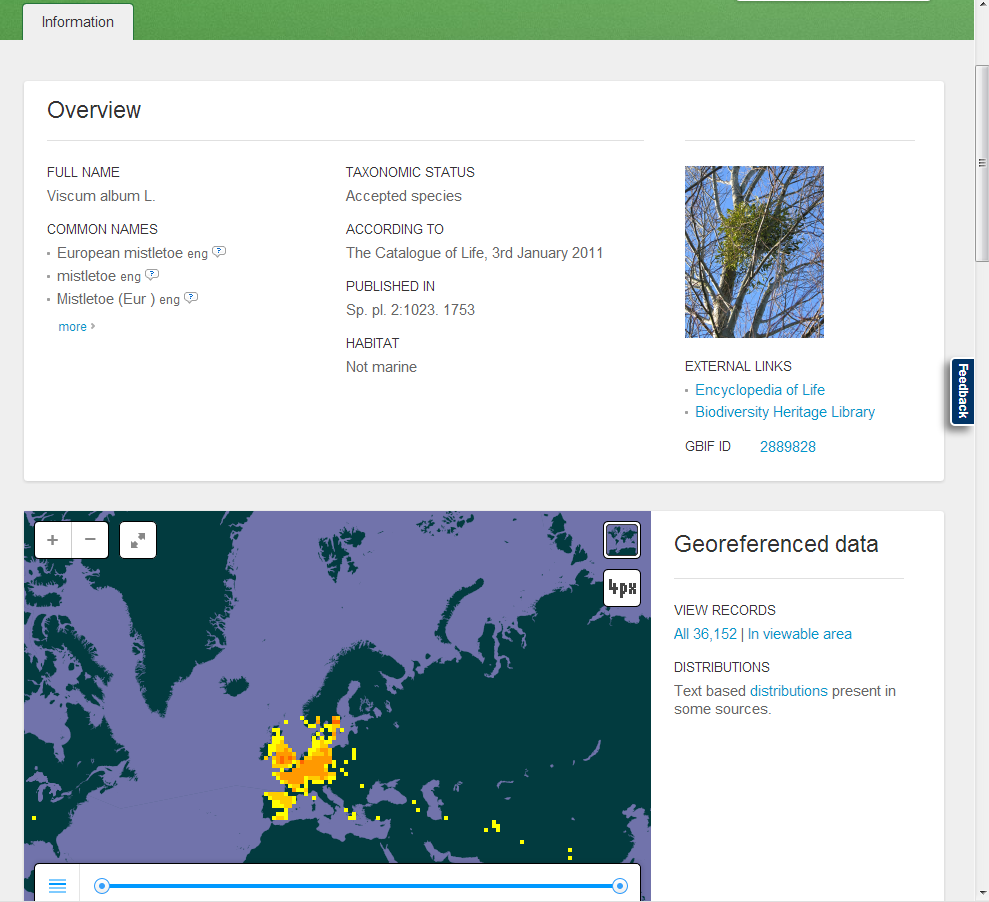 Information
Overview
FULL NAME
Viscum album L.
COMMON NAMES
European mistletoe eng ?
mistletoe eng ?
Mistletoe (Eur ) eng ?
more ›
TAXONOMIC STATUS
Accepted species
ACCORDING TO
The Catalogue of Life, 3rd January 2011
PUBLISHED IN
Sp. pl. 2:1023. 1753
HABITAT
Not marine
EXTERNAL LINKS
Encyclopedia of Life
Biodiversity Heritage Library
GBIF ID 2889828
Feedback
+ −
4px
Georeferenced data
VIEW RECORDS
All 36,152 | In viewable area
DISTRIBUTIONS
Text based distributions present in
some sources.